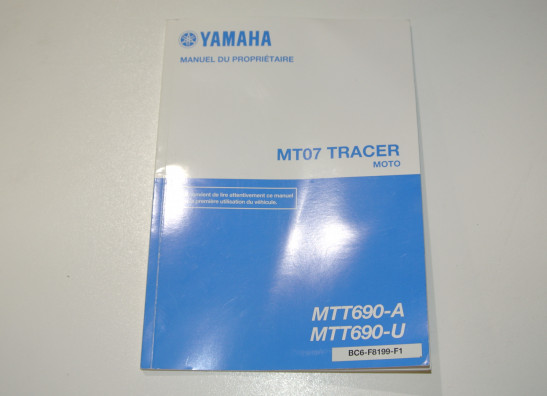 YAMAHA
MANUEL DU PROPRIÉTAIRE
MT07 TRACER
MOTO
de lire attentivement ce manuel
première utilisation du véhicule.
MTT690-A
MTT690-U
BC6-F8199-F1